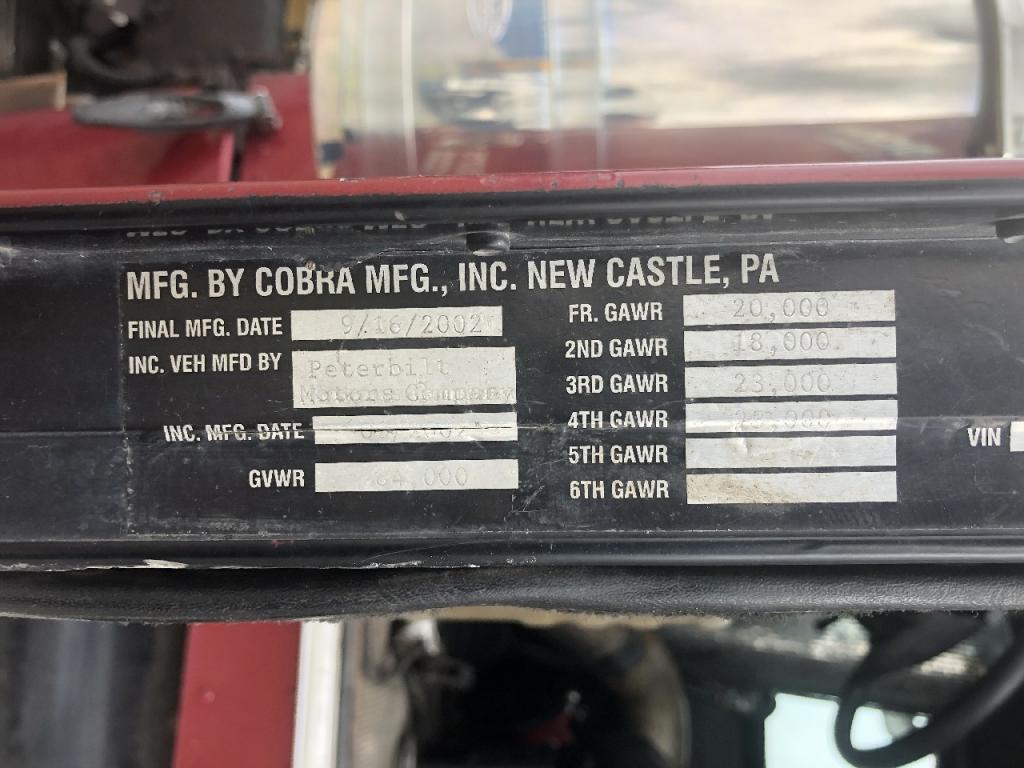 MFG. BY COBRA MFG., INC. NEW CASTLE, PA
FINAL MFG. DATE 9/16/2002
INC. VEH MFD BY Peterbilt
Motors Company
INC. MFG. DATE
GVWR 64,000
FR. GAWR 20,000
2ND GAWR 18,000
3RD GAWR 23,000
4TH GAWR
5TH GAWR
6TH GAWR
VIN